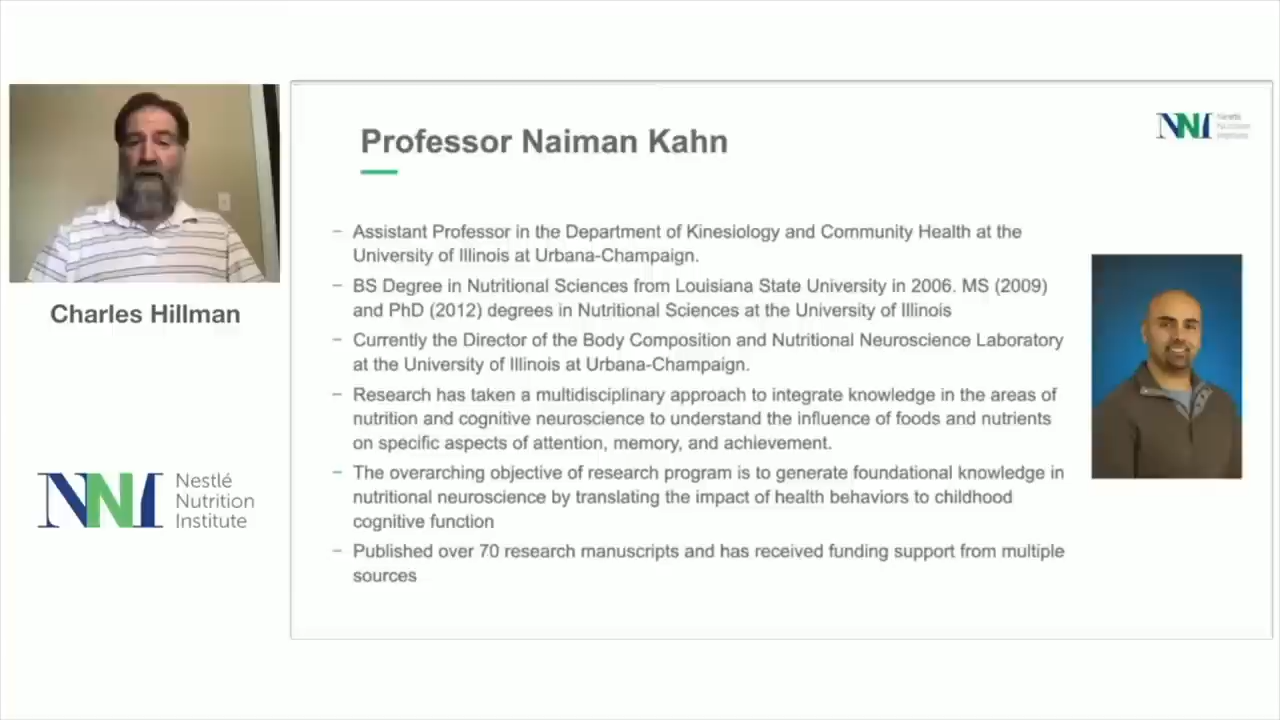 Professor Naiman Kahn
NNI
Nestlé
Nutrition
Institute
– Assistant Professor in the Department of Kinesiology and Community Health at the
University of Illinois at Urbana-Champaign.
– BS Degree in Nutritional Sciences from Louisiana State University in 2006. MS (2009)
and PhD (2012) degrees in Nutritional Sciences at the University of Illinois
– Currently the Director of the Body Composition and Nutritional Neuroscience Laboratory
at the University of Illinois at Urbana-Champaign.
– Research has taken a multidisciplinary approach to integrate knowledge in the areas of
nutrition and cognitive neuroscience to understand the influence of foods and nutrients
on specific aspects of attention, memory, and achievement.
– The overarching objective of research program is to generate foundational knowledge in
nutritional neuroscience by translating the impact of health behaviors to childhood
cognitive function
– Published over 70 research manuscripts and has received funding support from multiple
sources
Charles Hillman
NNI
Nestlé
Nutrition
Institute